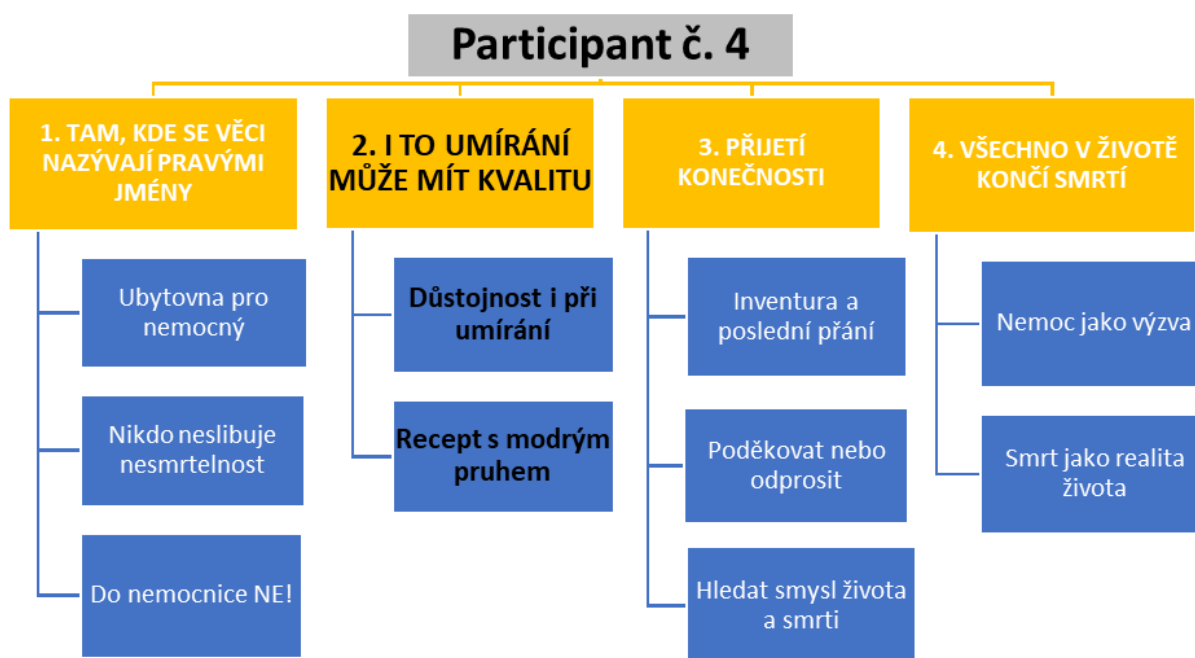 Participant č. 4
1. TAM, KDE SE VĚCI
NAZÝVAJÍ PRAVÝMI
JMÉNY
Ubytovna pro
nemocný
Nikdo neslibuje
nesmrtelnost
Do nemocnice NE!
2. I TO UMÍRÁNÍ
MŮŽE MÍT KVALITU
Důstojnost i při
umírání
Recept s modrým
pruhem
3. PŘIJETÍ
KONEČNOSTI
Inventura a
poslední přání
Poděkovat nebo
odprosit
Hledat smysl života
a smrti
4. VŠECHNO V ŽIVOTĚ
KONČÍ SMRTÍ
Nemoc jako výzva
Smrt jako realita
života